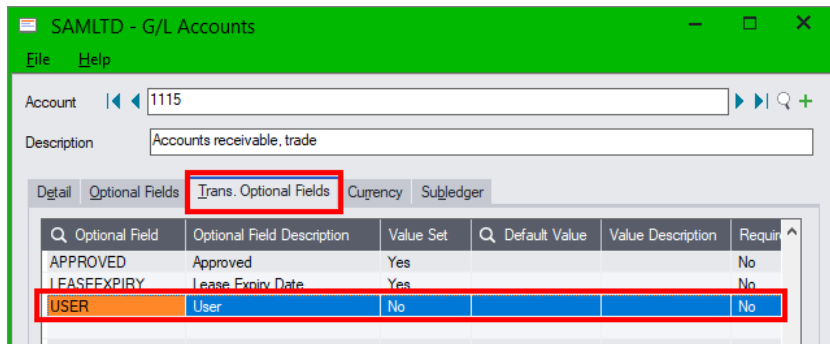 SAMLTD - G/L Accounts
File Help
Account 1115
Description Accounts receivable, trade
Detail Optional Fields Trans. Optional Fields Currency Subledger
Optional Field Optional Field Description Value Set Default Value Value Description Requir
APPROVED Approved Yes No
LEASEEXPIRY Lease Expiry Date Yes No
USER User No No